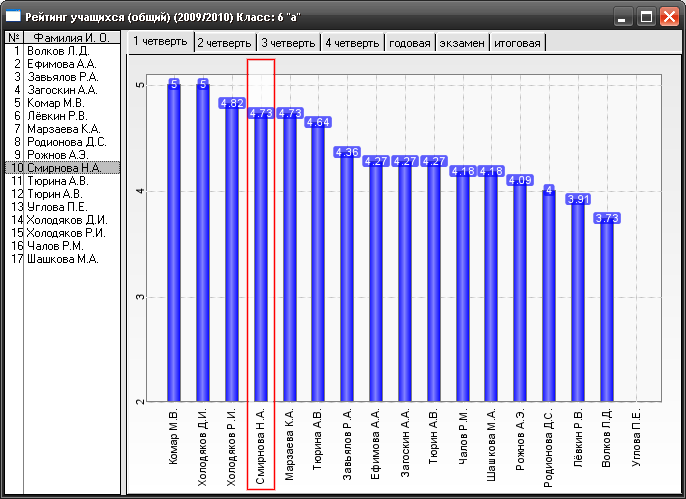 Рейтинг учащихся (общий) (2009/2010) Класс: 6 "а"
№ Фамилия И. О.
1 Волков Л.Д.
2 Ефимова А.А.
3 Завьялов Р.А.
4 Загоскин А.А.
5 Комар М.В.
6 Лёвкин Р.В.
7 Марзаева К.А.
8 Родионова Д.С.
9 Рожнов А.Э.
10 Смирнова Н.А.
11 Тюрина А.В.
12 Тюрин А.В.
13 Углова П.Е.
14 Холодяков Д.И.
15 Холодяков Р.И.
16 Чалов Р.М.
17 Шашкова М.А.
1 четверть 2 четверть 3 четверть 4 четверть годовая экзамен итоговая
5
4
3
2
5 5 4.82 4.73 4.73 4.64 4.36 4.27 4.27 4.27 4.18 4.18 4.09 4 3.91 3.73
Комар М.В.
Холодяков Д.И.
Холодяков Р.И.
Смирнова Н.А.
Марзаева К.А.
Тюрина А.В.
Завьялов Р.А.
Ефимова А.А.
Загоскин А.А.
Тюрин А.В.
Чалов Р.М.
Шашкова М.А.
Рожнов А.Э.
Родионова Д.С.
Лёвкин Р.В.
Волков Л.Д.
Углова П.Е.